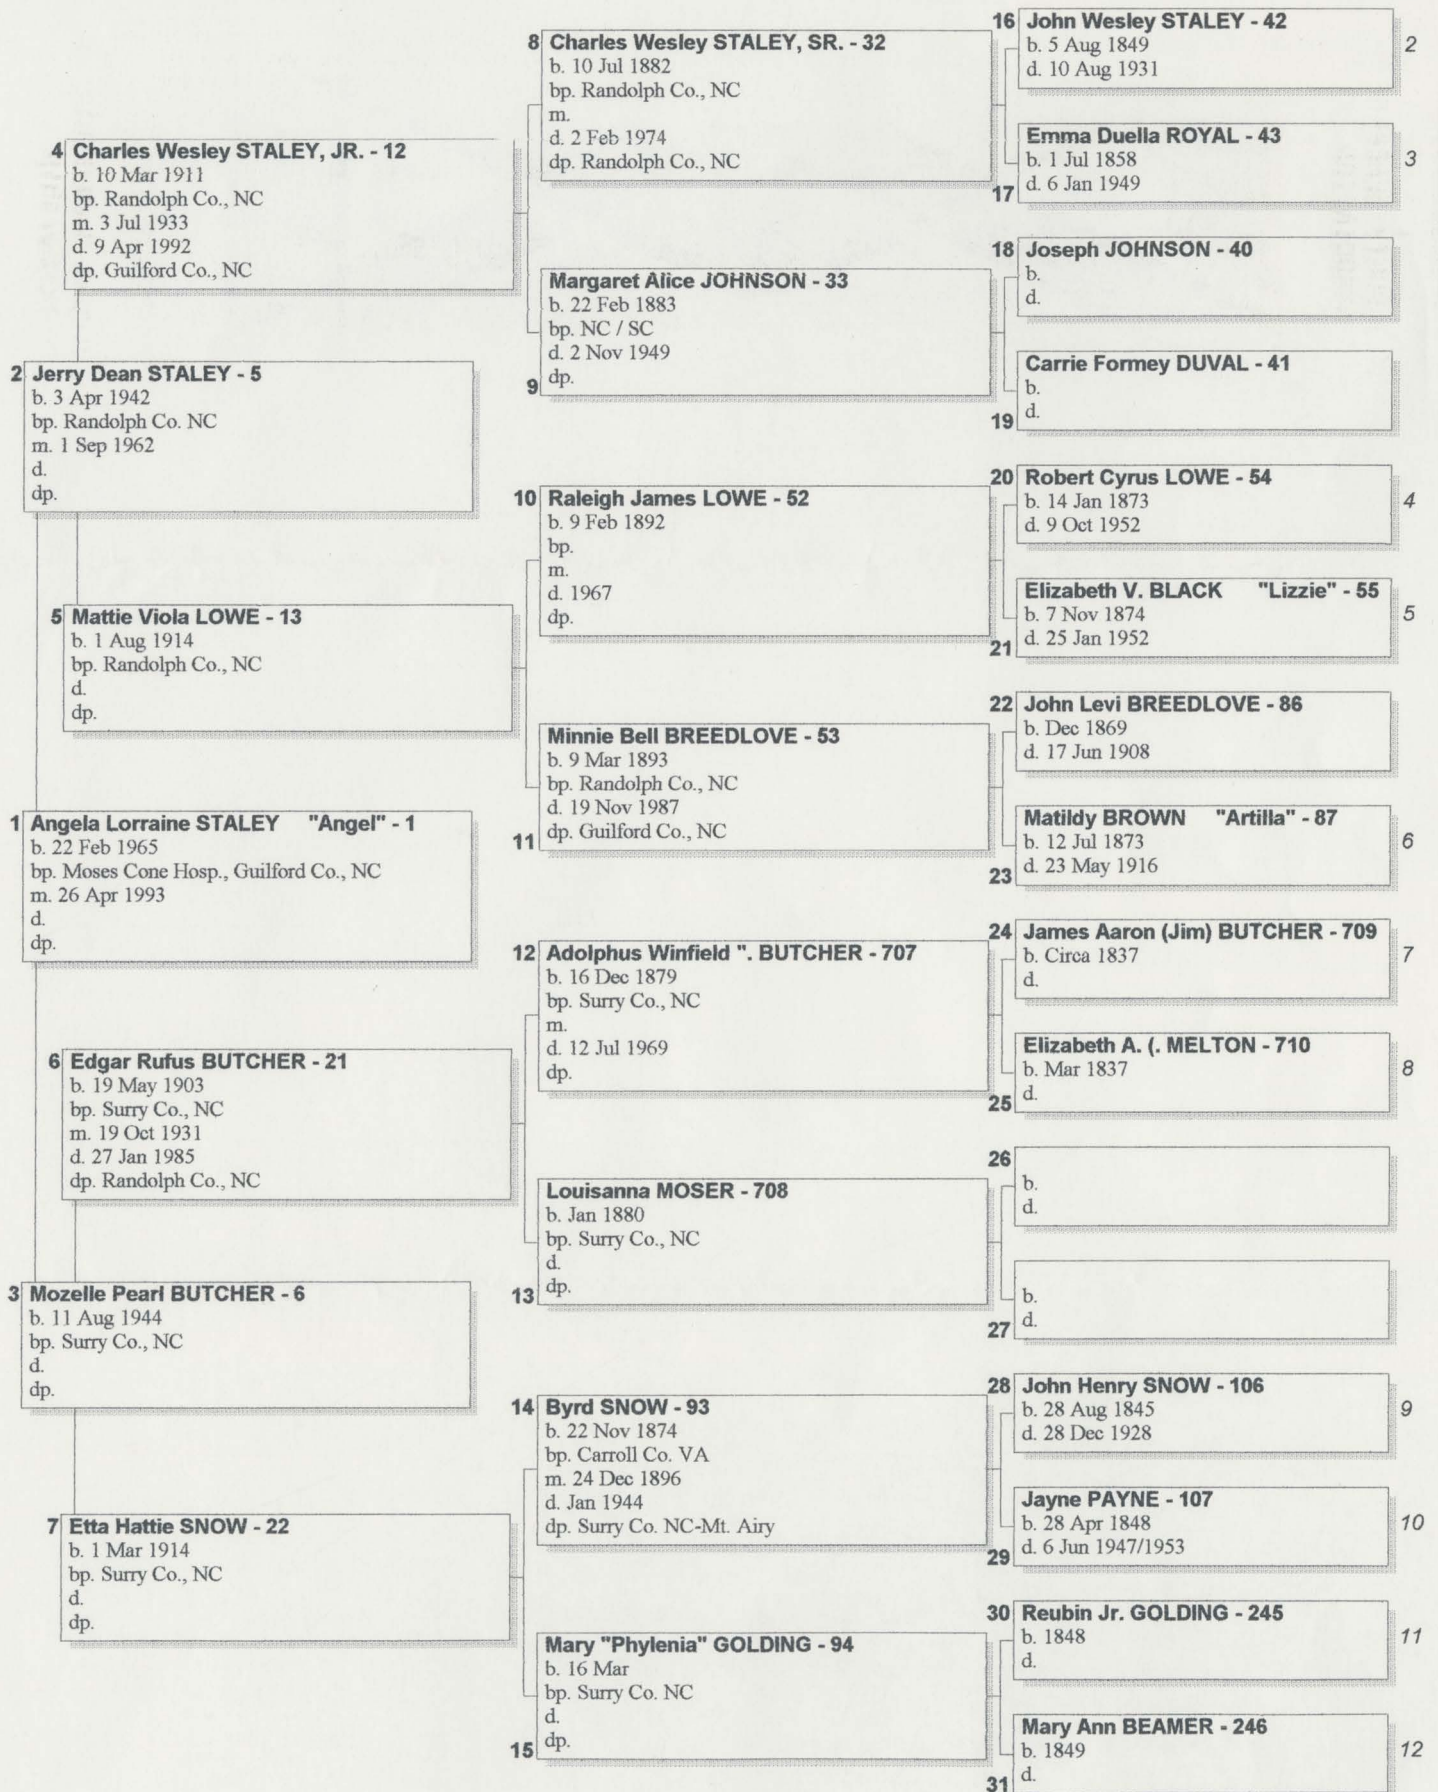 1 Angela Lorraine STALEY "Angel" - 1
b. 22 Feb 1965
bp. Moses Cone Hosp., Guilford Co., NC
m. 26 Apr 1993
d.
dp.
2 Jerry Dean STALEY - 5
b. 3 Apr 1942
bp. Randolph Co. NC
m. 1 Sep 1962
d.
dp.
3 Mozelle Pearl BUTCHER - 6
b. 11 Aug 1944
bp. Surry Co., NC
d.
dp.
4 Charles Wesley STALEY, JR. - 12
b. 10 Mar 1911
bp. Randolph Co., NC
m. 3 Jul 1933
d. 9 Apr 1992
dp. Guilford Co., NC
5 Mattie Viola LOWE - 13
b. 1 Aug 1914
bp. Randolph Co., NC
d.
dp.
6 Edgar Rufus BUTCHER - 21
b. 19 May 1903
bp. Surry Co., NC
m. 19 Oct 1931
d. 27 Jan 1985
dp. Randolph Co., NC
7 Etta Hattie SNOW - 22
b. 1 Mar 1914
bp. Surry Co., NC
d.
dp.
8 Charles Wesley STALEY, SR. - 32
b. 10 Jul 1882
bp. Randolph Co., NC
m.
d. 2 Feb 1974
dp. Randolph Co., NC
Margaret Alice JOHNSON - 33
b. 22 Feb 1883
bp. NC / SC
d. 2 Nov 1949
9 dp.
10 Raleigh James LOWE - 52
b. 9 Feb 1892
bp.
m.
d. 1967
dp.
Minnie Bell BREEDLOVE - 53
b. 9 Mar 1893
bp. Randolph Co., NC
d. 19 Nov 1987
11 dp. Guilford Co., NC
12 Adolphus Winfield ". BUTCHER - 707
b. 16 Dec 1879
bp. Surry Co., NC
m.
d. 12 Jul 1969
dp.
Louisanna MOSER - 708
b. Jan 1880
bp. Surry Co., NC
d.
13 dp.
14 Byrd SNOW - 93
b. 22 Nov 1874
bp. Carroll Co. VA
m. 24 Dec 1896
d. Jan 1944
dp. Surry Co. NC-Mt. Airy
Mary "Phylenia" GOLDING - 94
b. 16 Mar
bp. Surry Co. NC
d.
15 dp.
16 John Wesley STALEY - 42
b. 5 Aug 1849 2
d. 10 Aug 1931
Emma Duella ROYAL - 43
b. 1 Jul 1858 3
17 d. 6 Jan 1949
18 Joseph JOHNSON - 40
b.
d.
Carrie Formey DUVAL - 41
b.
19 d.
20 Robert Cyrus LOWE - 54
b. 14 Jan 1873 4
d. 9 Oct 1952
Elizabeth V. BLACK "Lizzie" - 55
b. 7 Nov 1874 5
21 d. 25 Jan 1952
22 John Levi BREEDLOVE - 86
b. Dec 1869
d. 17 Jun 1908
Matildy BROWN "Artilla" - 87
b. 12 Jul 1873 6
23 d. 23 May 1916
24 James Aaron (Jim) BUTCHER - 709
b. Circa 1837 7
d.
Elizabeth A. (. MELTON - 710
b. Mar 1837 8
25 d.
26
b.
d.
b.
27 d.
28 John Henry SNOW - 106
b. 28 Aug 1845 9
d. 28 Dec 1928
Jayne PAYNE - 107
b. 28 Apr 1848 10
29 d. 6 Jun 1947/1953
30 Reubin Jr. GOLDING - 245
b. 1848 11
d.
Mary Ann BEAMER - 246
b. 1849 12
31 d.